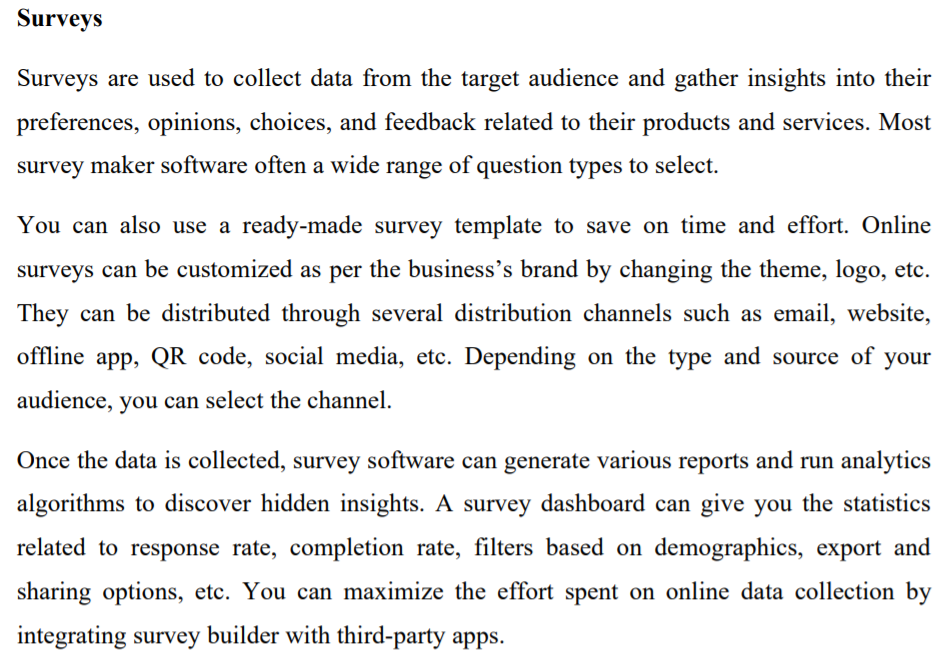 Surveys
Surveys are used to collect data from the target audience and gather insights into their
preferences, opinions, choices, and feedback related to their products and services. Most
survey maker software often a wide range of question types to select.
You can also use a ready-made survey template to save on time and effort. Online
surveys can be customized as per the business’s brand by changing the theme, logo, etc.
They can be distributed through several distribution channels such as email, website,
offline app, QR code, social media, etc. Depending on the type and source of your
audience, you can select the channel.
Once the data is collected, survey software can generate various reports and run analytics
algorithms to discover hidden insights. A survey dashboard can give you the statistics
related to response rate, completion rate, filters based on demographics, export and
sharing options, etc. You can maximize the effort spent on online data collection by
integrating survey builder with third-party apps.